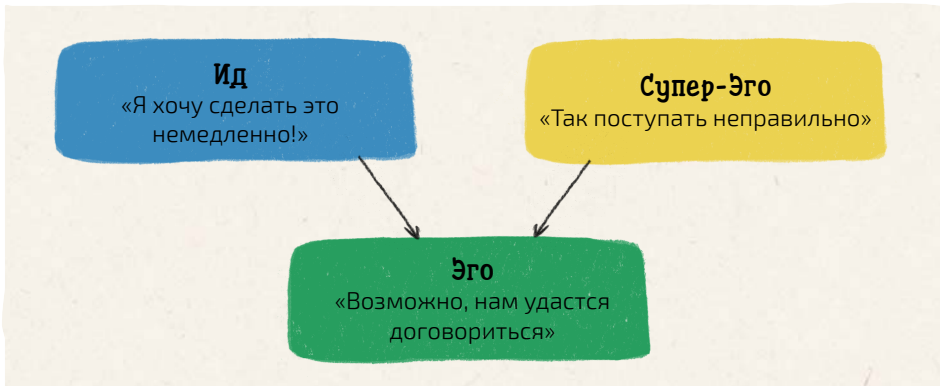 Ид
«Я хочу сделать это
немедленно!»
Супер-Эго
«Так поступать неправильно»
Эго
«Возможно, нам удастся
договориться»